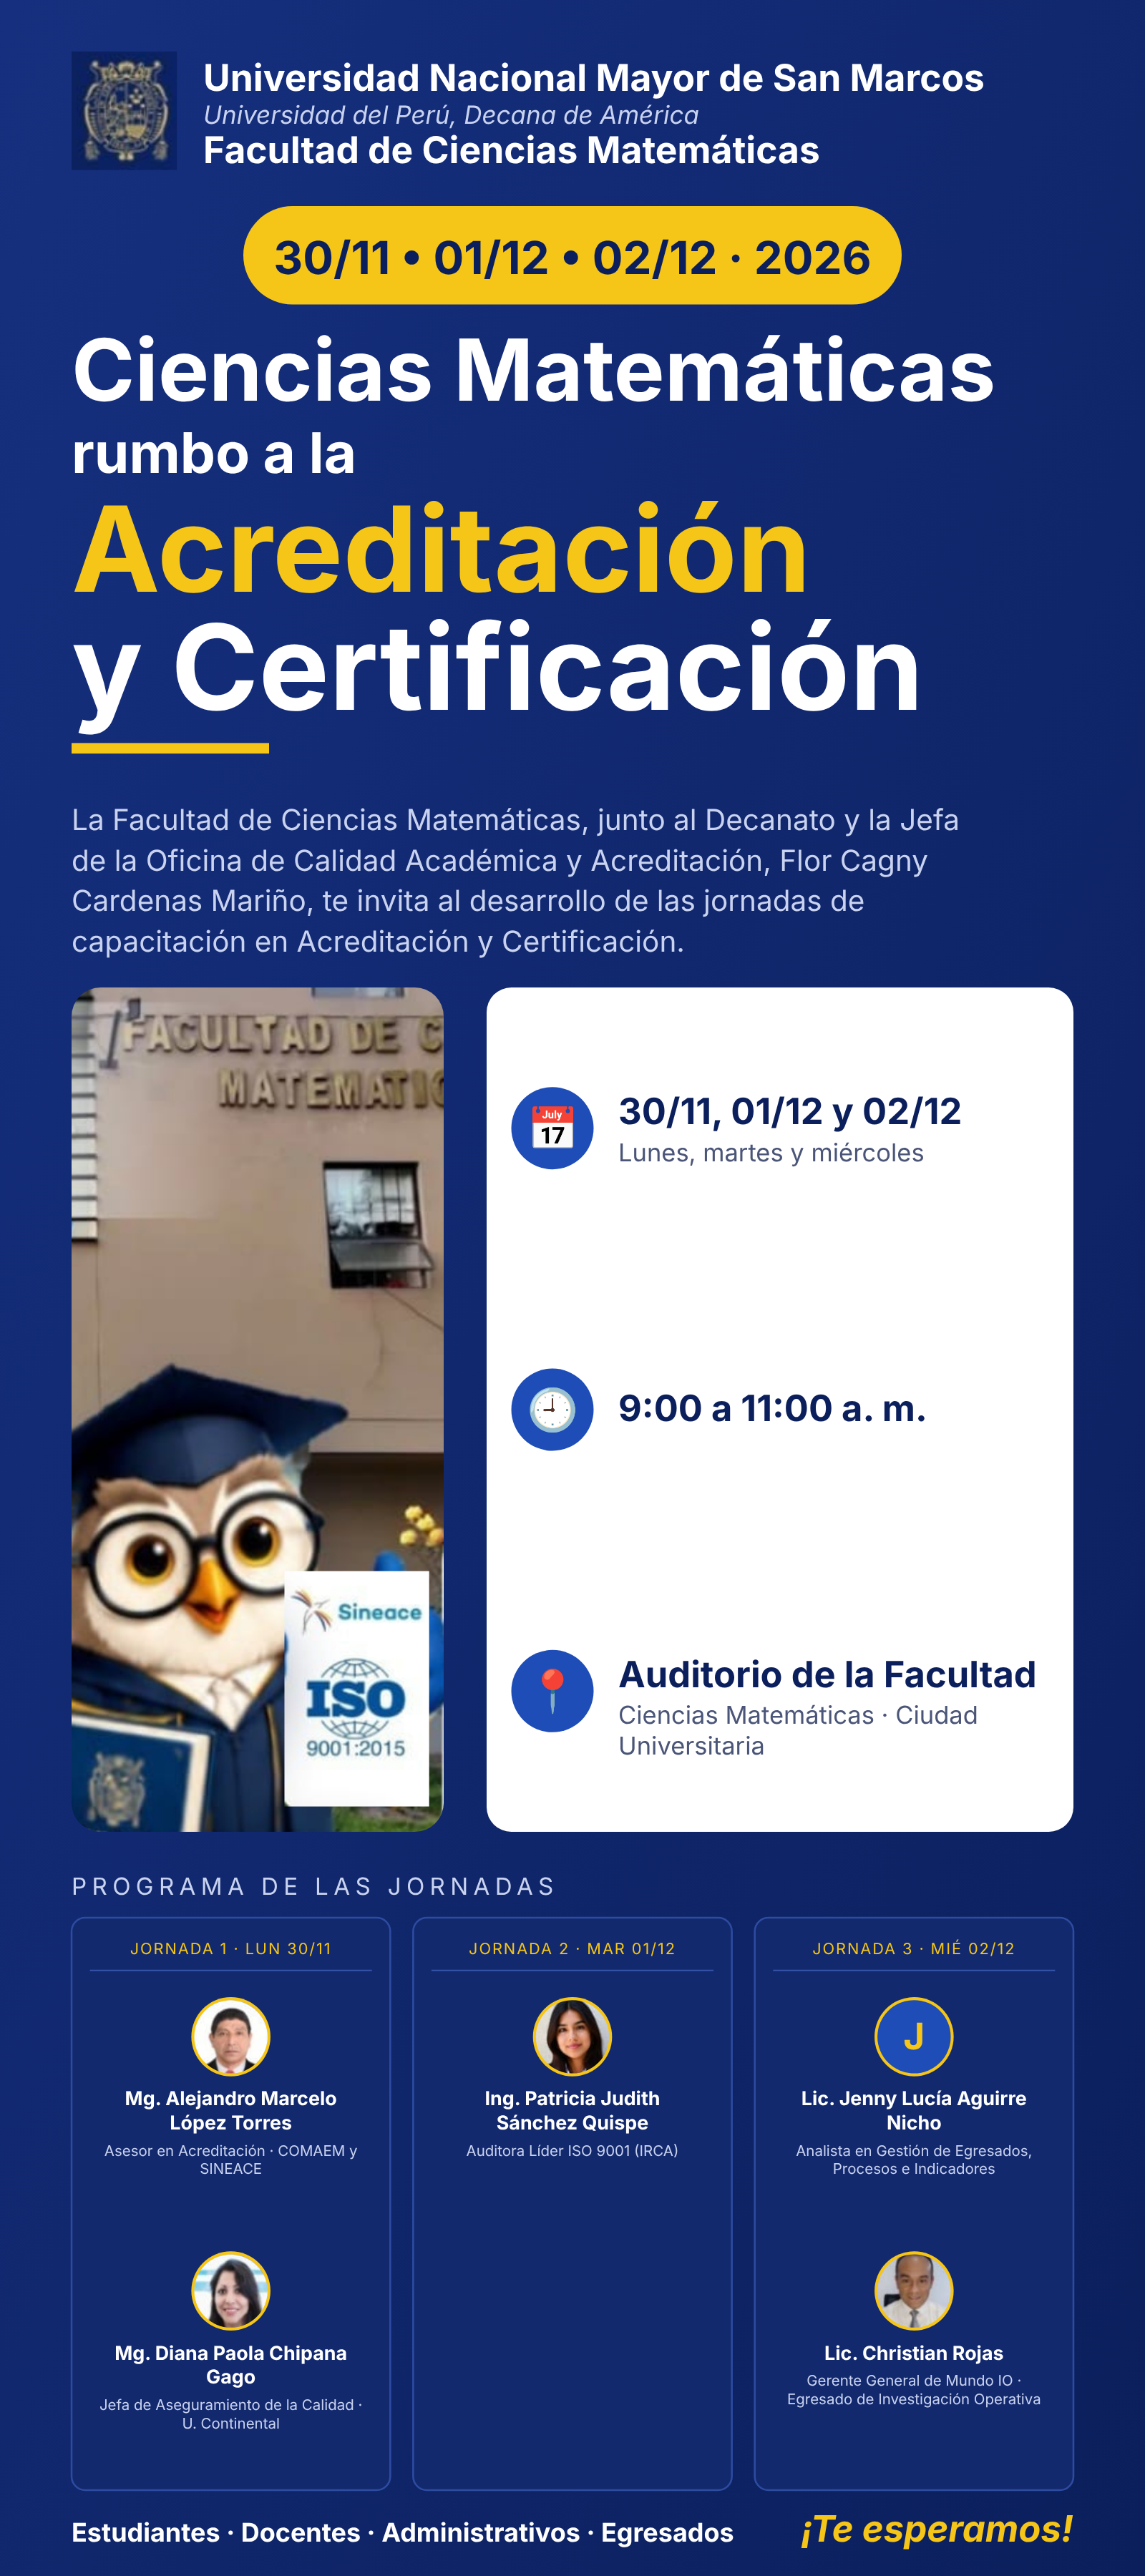 Universidad Nacional Mayor de San Marcos
Universidad del Perú, Decana de América
Facultad de Ciencias Matemáticas
30/11 • 01/12 • 02/12 · 2026
Ciencias Matemáticas
rumbo a la
Acreditación
y Certificación
La Facultad de Ciencias Matemáticas, junto al Decanato y la Jefa
de la Oficina de Calidad Académica y Acreditación, Flor Cagny
Cardenas Mariño, te invita al desarrollo de las jornadas de
capacitación en Acreditación y Certificación.
FACULTAD DE C
MATEMATIC
Sineace
ISO
9001:2015
July
17
30/11, 01/12 y 02/12
Lunes, martes y miércoles
9:00 a 11:00 a. m.
Auditorio de la Facultad
Ciencias Matemáticas · Ciudad
Universitaria
PROGRAMA DE LAS JORNADAS
JORNADA 1 · LUN 30/11
Mg. Alejandro Marcelo
López Torres
Asesor en Acreditación · COMAEM y
SINEACE
Mg. Diana Paola Chipana
Gago
Jefa de Aseguramiento de la Calidad ·
U. Continental
JORNADA 2 · MAR 01/12
Ing. Patricia Judith
Sánchez Quispe
Auditora Líder ISO 9001 (IRCA)
JORNADA 3 · MIÉ 02/12
J
Lic. Jenny Lucía Aguirre
Nicho
Analista en Gestión de Egresados,
Procesos e Indicadores
Lic. Christian Rojas
Gerente General de Mundo IO ·
Egresado de Investigación Operativa
Estudiantes · Docentes · Administrativos · Egresados
¡Te esperamos!